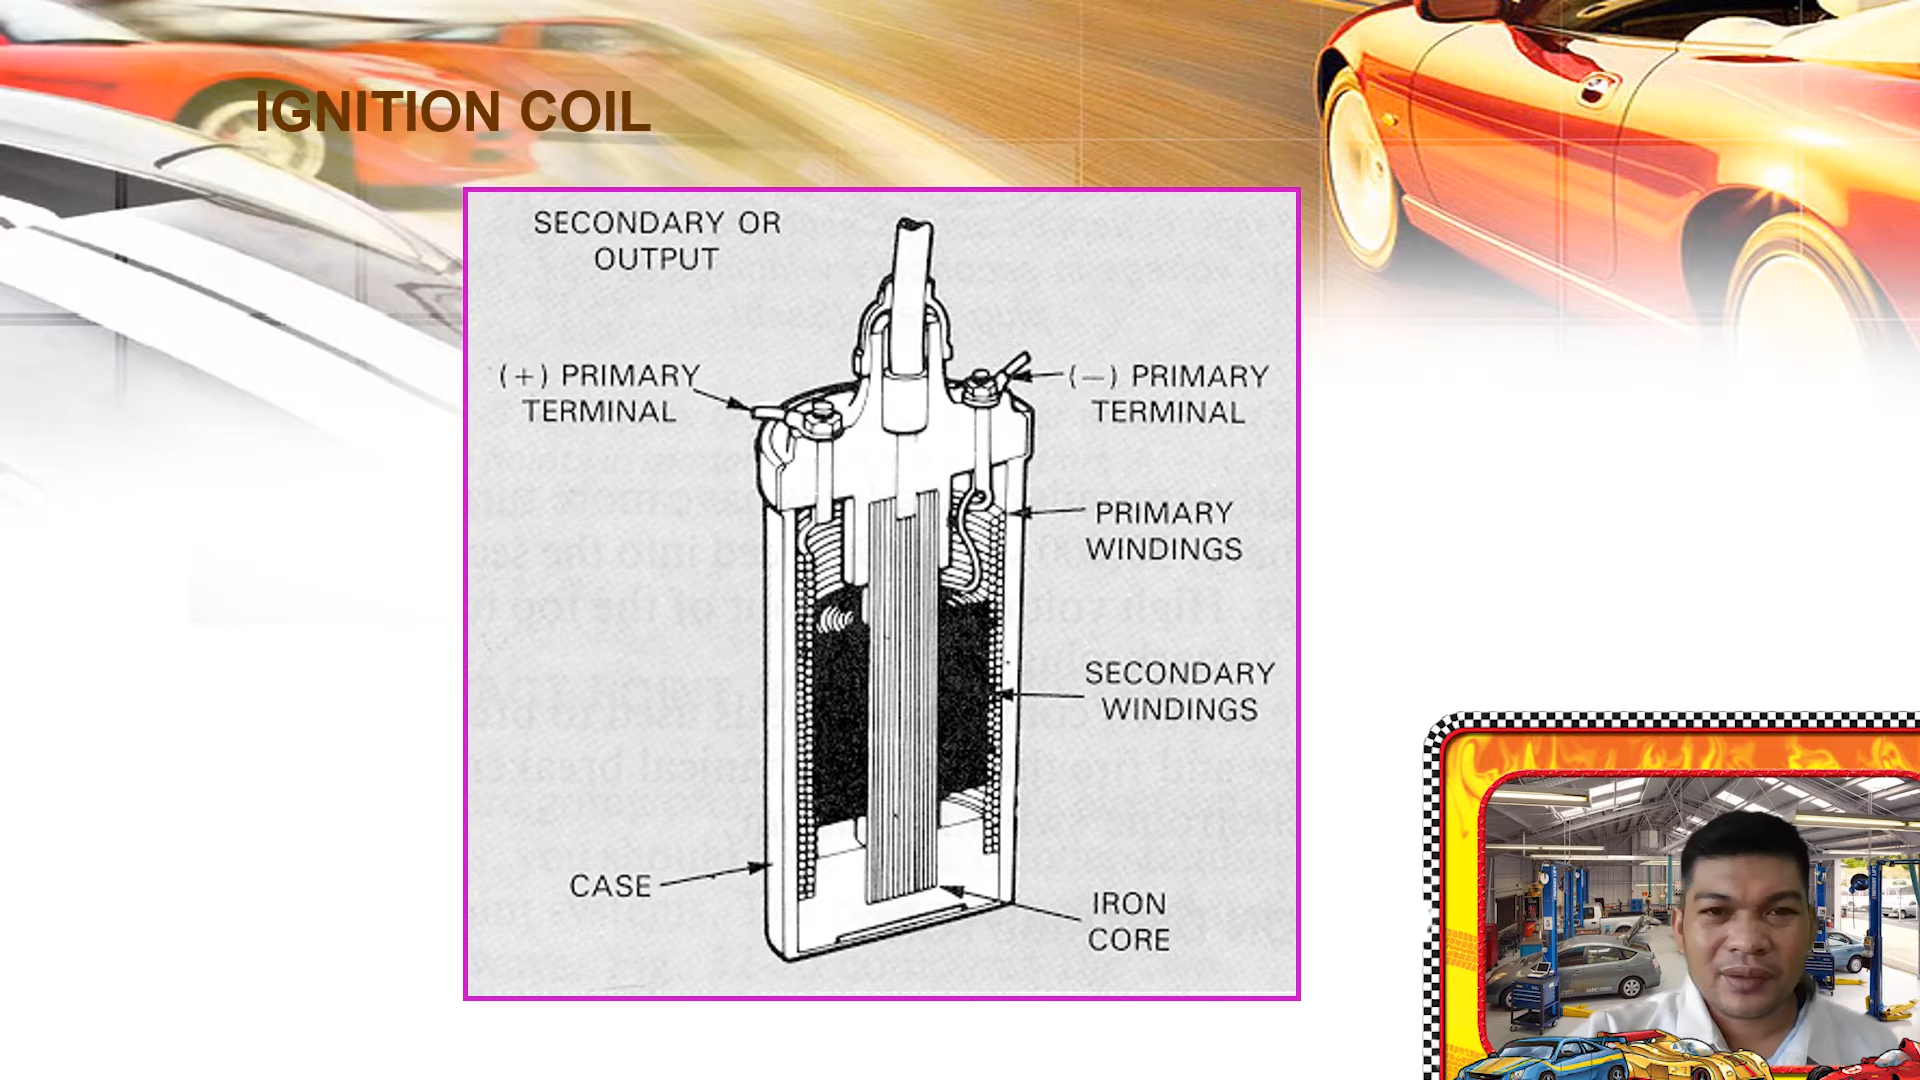 IGNITION COIL
SECONDARY OR
OUTPUT
(+) PRIMARY
TERMINAL
(—) PRIMARY
TERMINAL
PRIMARY
WINDINGS
SECONDARY
WINDINGS
CASE
IRON
CORE